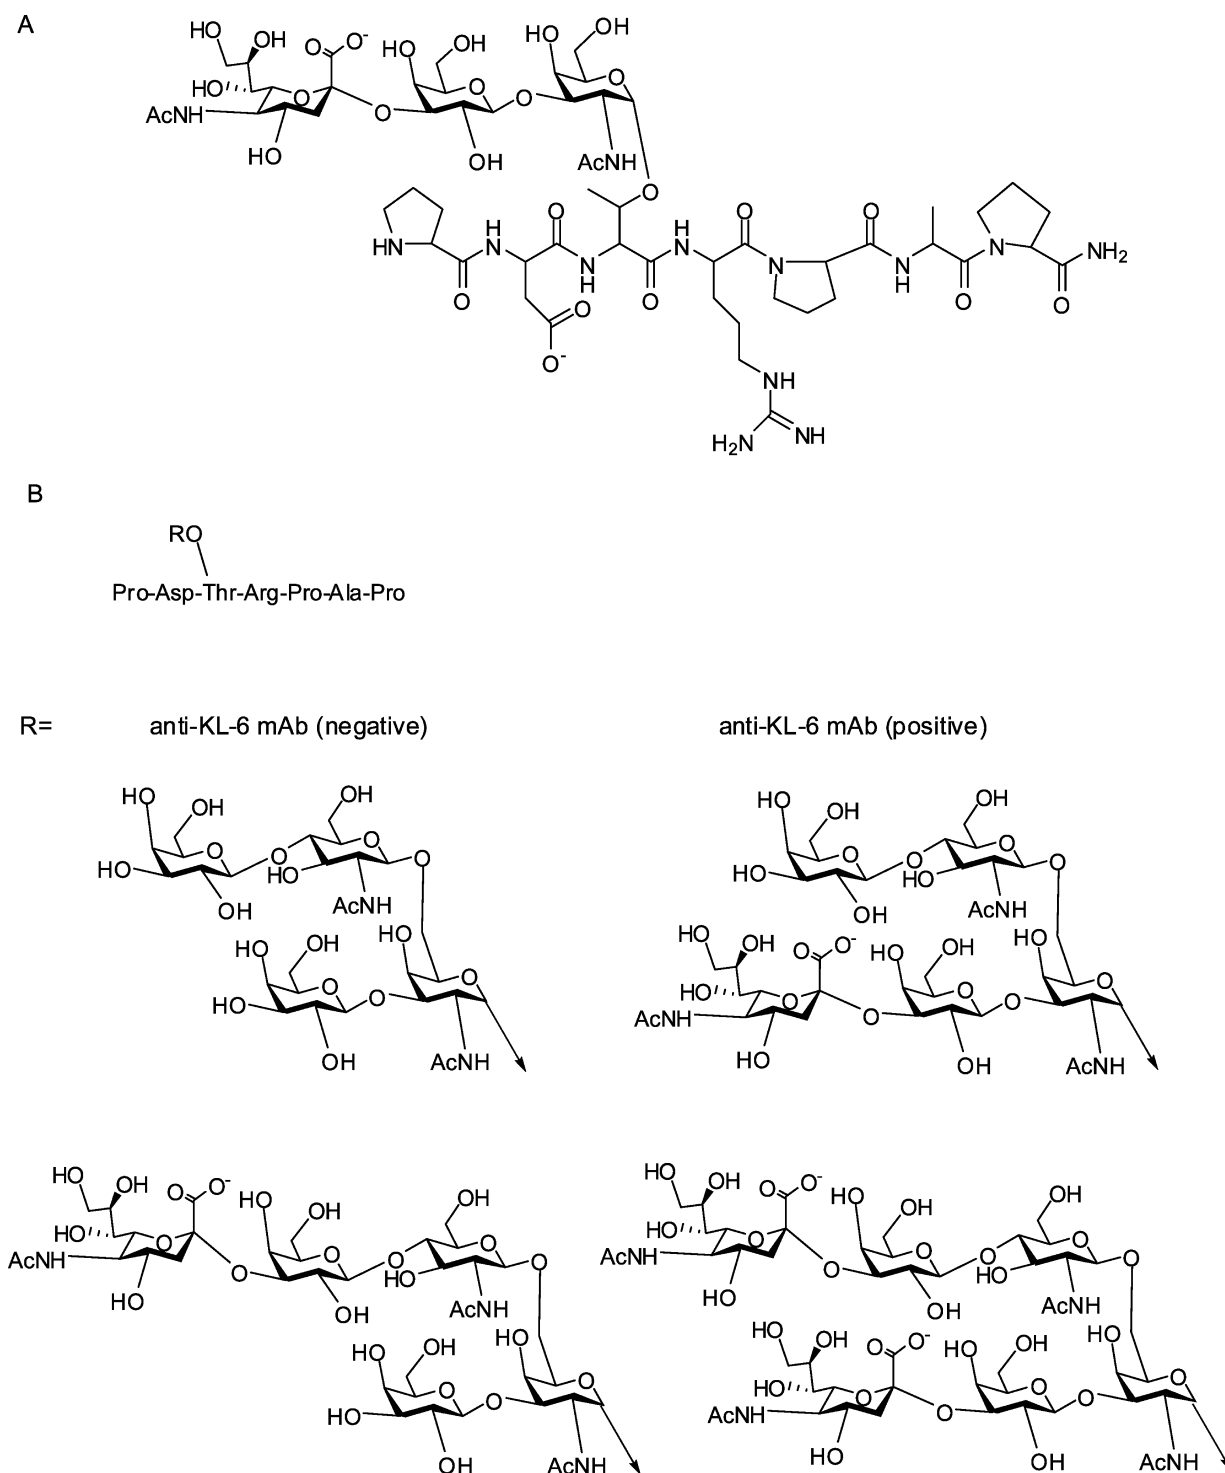 A
HO OH O O- HO OH HO OH
HO O O O
AcNH O O
HO OH AcNH
O
HN H N O H N O O N NH2
O N H O N N H O O
O
O-
NH
H2N NH
B
RO
Pro-Asp-Thr-Arg-Pro-Ala-Pro
R= anti-KL-6 mAb (negative) anti-KL-6 mAb (positive)
HO OH OH HO OH OH
HO O O HO O O HO O O HO O O
OH AcNH OH AcNH
HO OH HO HO OH O O- HO OH HO
HO O O O HO O O O O
AcNH O
OH AcNH HO OH AcNH
HO OH O O- HO OH OH HO OH O O- HO OH OH
HO O O O O O HO O O O O O
AcNH O HO AcNH O HO
HO OH AcNH HO OH AcNH
HO OH HO HO OH O O- HO OH HO
HO O O O HO O O O O
AcNH O
OH AcNH HO OH AcNH